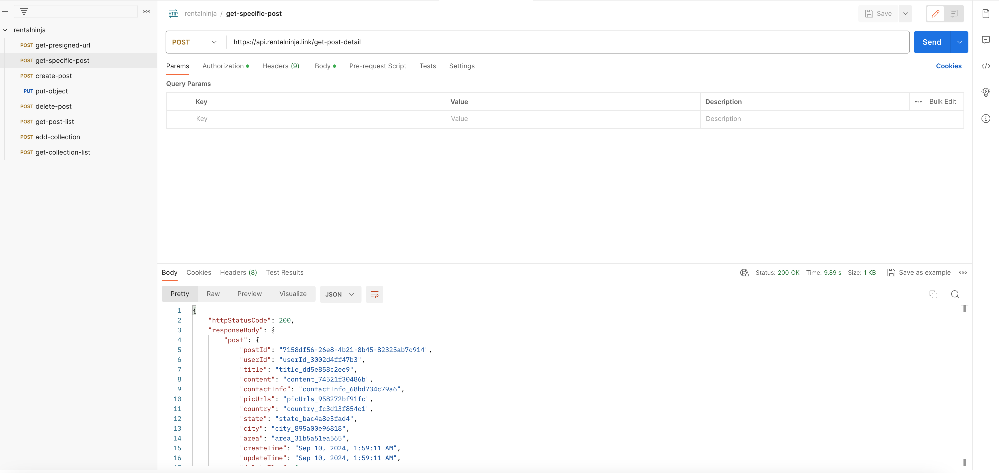 rentalninja
POST get-presigned-url
POST get-specific-post
POST create-post
PUT put-object
POST delete-post
POST get-post-list
POST add-collection
POST get-collection-list
HTTP rentalninja / get-specific-post
Save
POST https://api.rentalninja.link/get-post-detail
Send
Params Authorization Headers (9) Body Pre-request Script Tests Settings Cookies
Query Params
Key Value Description Bulk Edit
Key Value Description
Body Cookies Headers (8) Test Results Status: 200 OK Time: 9.89 s Size: 1 KB Save as example
Pretty Raw Preview Visualize JSON
1 {
2 "httpStatusCode": 200,
3 "responseBody": {
4 "post": {
5 "postId": "7158df56-26e8-4b21-8b45-82325ab7c914",
6 "userId": "userId_3002d4ff47b3",
7 "title": "title_dd5e858c2ee9",
8 "content": "content_74521f30486b",
9 "contactInfo": "contactInfo_68bd734c79a6",
10 "picUrls": "picUrls_958272bf91fc",
11 "country": "country_fc3d13f854c1",
12 "state": "state_bac4a8e3fad4",
13 "city": "city_895a00e96818",
14 "area": "area_31b5a51ea565",
15 "createTime": "Sep 10, 2024, 1:59:11 AM",
16 "updateTime": "Sep 10, 2024, 1:59:11 AM",